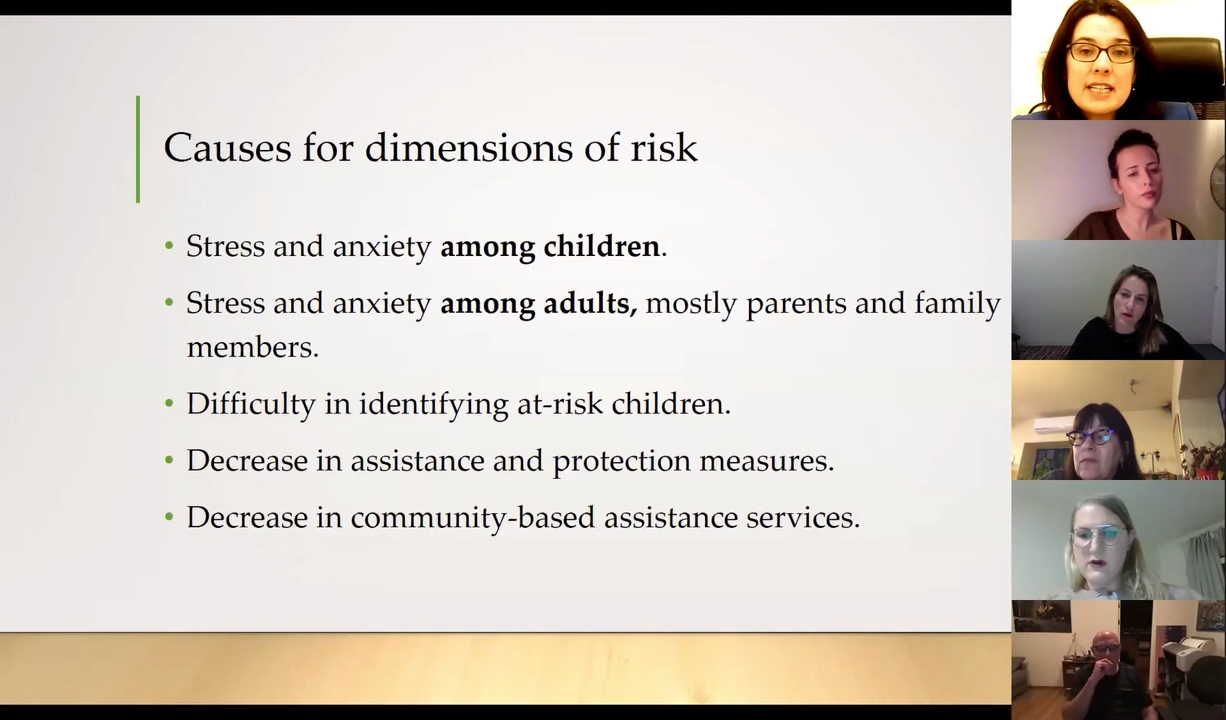 Causes for dimensions of risk
• Stress and anxiety among children.
• Stress and anxiety among adults, mostly parents and family
members.
• Difficulty in identifying at-risk children.
• Decrease in assistance and protection measures.
• Decrease in community-based assistance services.